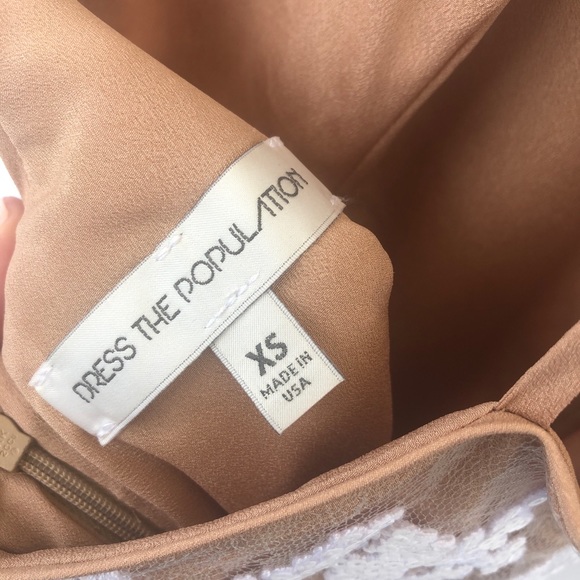 DRESS THE POPULATION
XS
MADE IN
USA